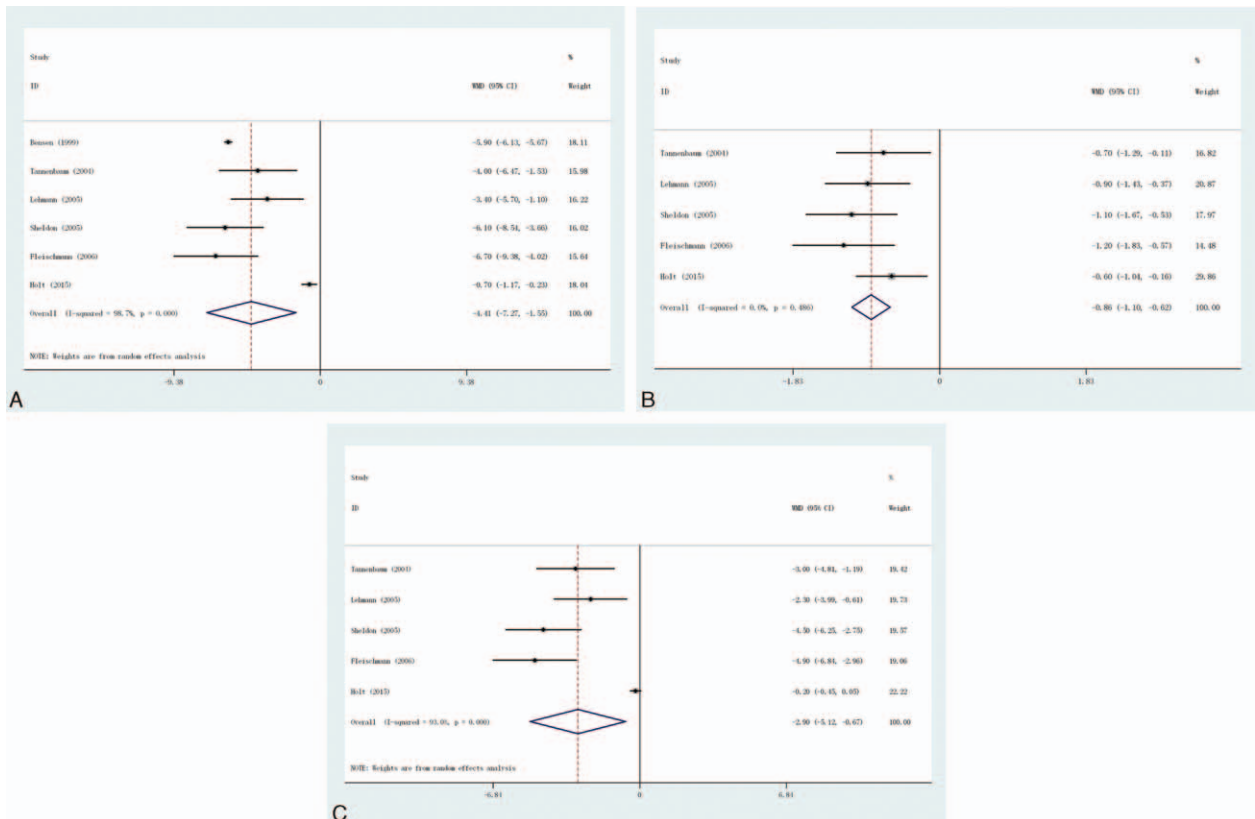 Study %
ID WMD (95% CI) Weight
Benson (1999) -5.90 (-6.13, -5.67) 18.11
Tannenbaum (2004) -4.00 (-6.47, -1.53) 15.98
Lehmann (2005) -3.40 (-5.70, -1.10) 16.22
Sheldon (2005) -6.10 (-8.54, -3.66) 16.02
Fleischmann (2006) -6.70 (-9.38, -4.02) 15.64
Holt (2015) -0.70 (-1.17, -0.23) 18.04
Overall (I-squared = 98.7%, p = 0.000) -4.41 (-7.27, -1.55) 100.00
NOTE: Weights are from random effects analysis
-9.38 0 9.38
A
Study %
ID WMD (95% CI) Weight
Tannenbaum (2004) -0.70 (-1.29, -0.11) 16.82
Lehmann (2005) -0.90 (-1.43, -0.37) 20.87
Sheldon (2005) -1.10 (-1.67, -0.53) 17.97
Fleischmann (2006) -1.20 (-1.83, -0.57) 14.48
Holt (2015) -0.60 (-1.04, -0.16) 29.86
Overall (I-squared = 0.0%, p = 0.486) -0.86 (-1.10, -0.62) 100.00
-1.83 0 1.83
B
Study %
ID WMD (95% CI) Weight
Tannenbaum (2004) -3.00 (-4.81, -1.19) 19.42
Lehmann (2005) -2.30 (-3.99, -0.61) 19.73
Sheldon (2005) -4.50 (-6.25, -2.75) 19.57
Fleischmann (2006) -4.90 (-6.84, -2.96) 19.06
Holt (2015) -0.20 (-0.45, 0.05) 22.22
Overall (I-squared = 93.0%, p = 0.000) -2.90 (-5.12, -0.67) 100.00
NOTE: Weights are from random effects analysis
-6.84 0 6.84
C